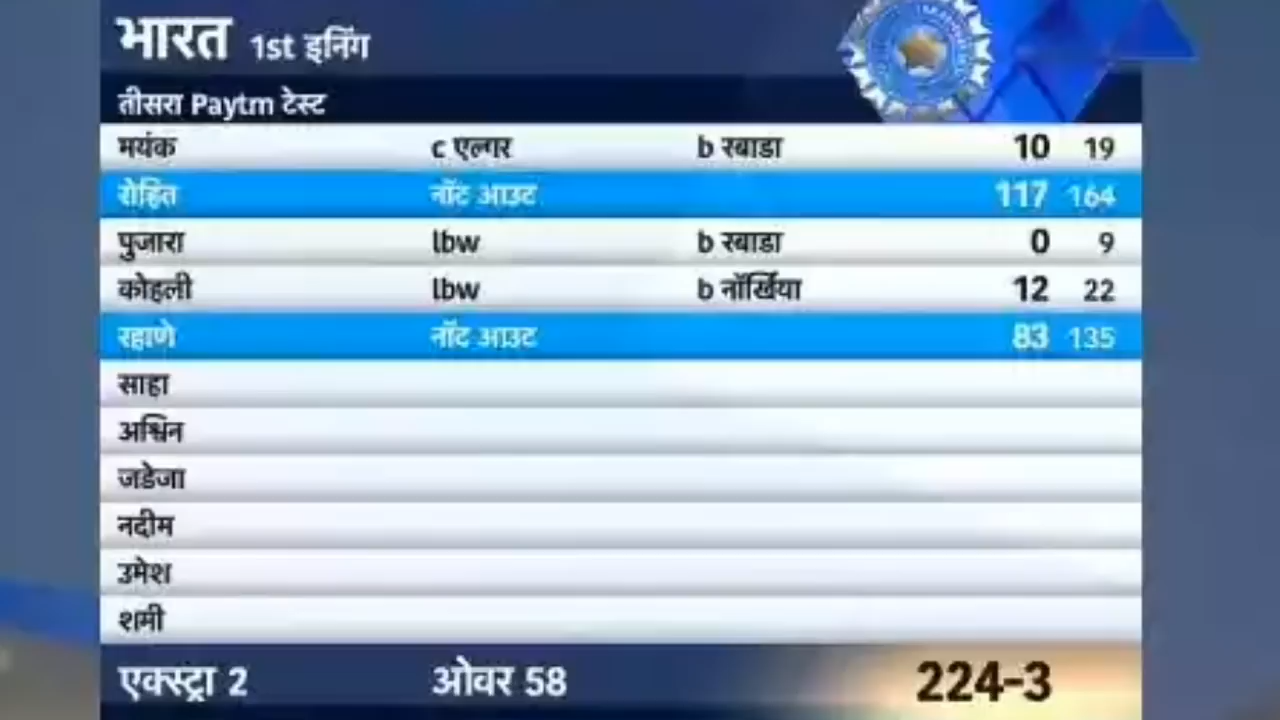 भारत 1st इनिंग
तीसरा Paytm टेस्ट
मयंक c एल्गर b रबाडा 10 19
रोहित नॉट आउट 117 164
पुजारा lbw b रबाडा 0 9
कोहली lbw b नॉर्खिया 12 22
रहाणे नॉट आउट 83 135
साहा
अश्विन
जडेजा
नदीम
उमेश
शमी
एक्स्ट्रा 2 ओवर 58 224-3